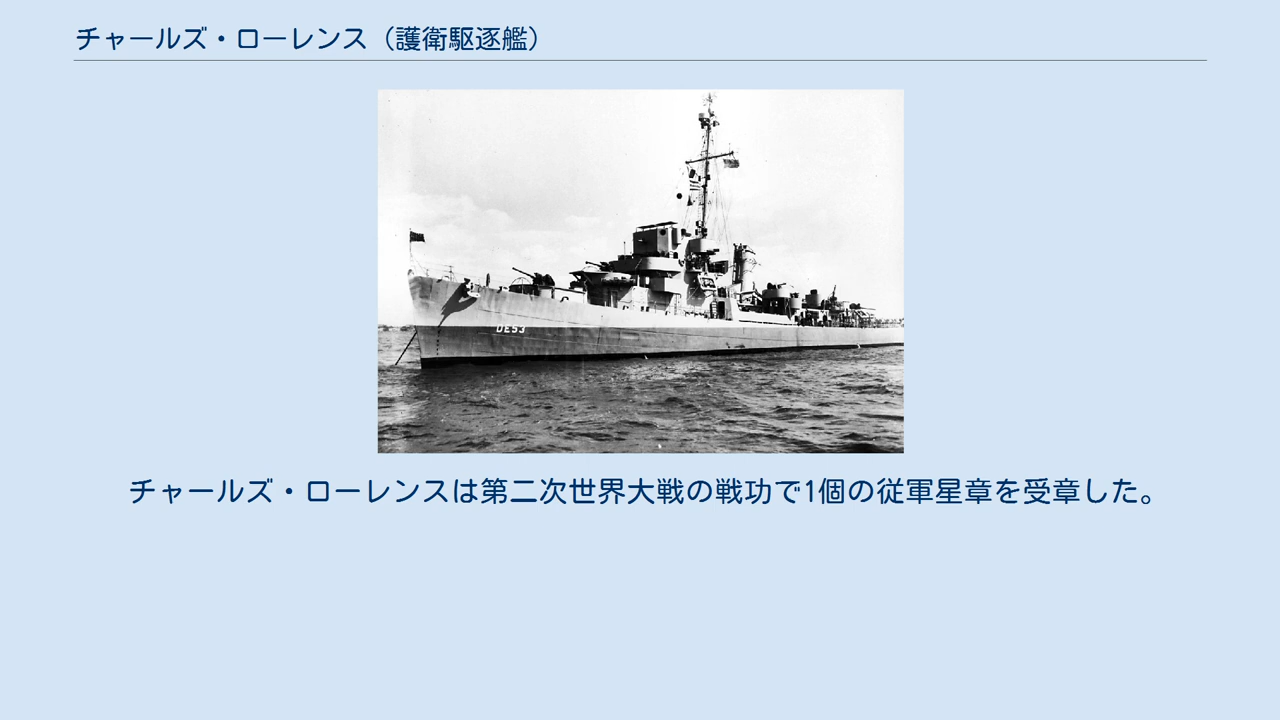 チャールズ・ローレンス（護衛駆逐艦）
DE53
チャールズ・ローレンスは第二次世界大戦の戦功で1個の従軍星章を受章した。